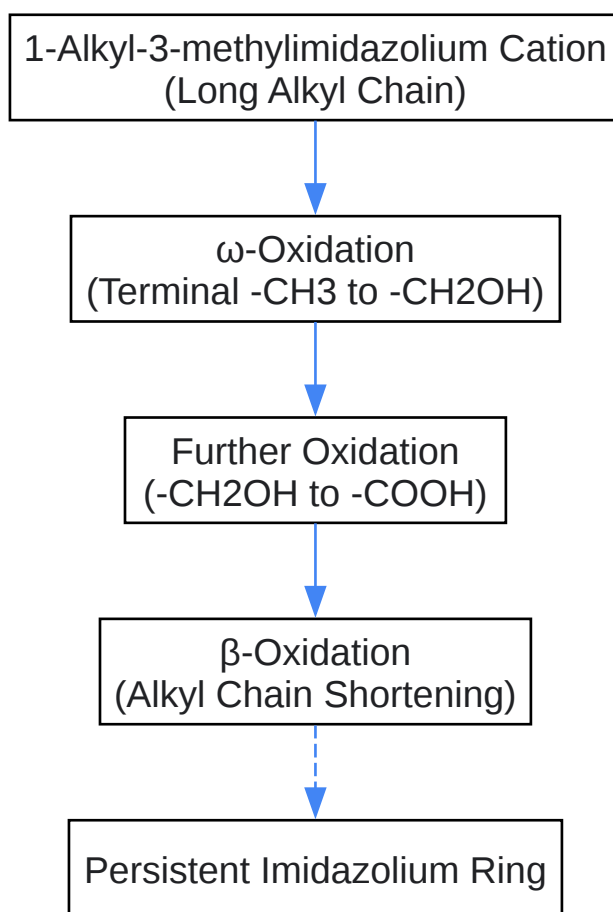 1-Alkyl-3-methylimidazolium Cation
(Long Alkyl Chain)
ω-Oxidation
(Terminal -CH3 to -CH2OH)
Further Oxidation
(-CH2OH to -COOH)
β-Oxidation
(Alkyl Chain Shortening)
Persistent Imidazolium Ring